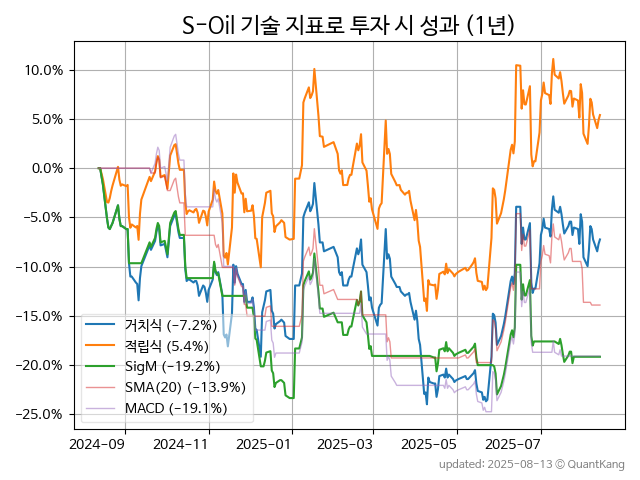 S-Oil 기술 지표로 투자 시 성과 (1년)
10.0%
5.0%
0.0%
−5.0%
−10.0%
−15.0%
−20.0%
−25.0%
거치식 (−7.2%)
적립식 (5.4%)
SigM (−19.2%)
SMA(20) (−13.9%)
MACD (−19.1%)
2024-09 2024-11 2025-01 2025-03 2025-05 2025-07
updated: 2025-08-13 ⓒ QuantKang